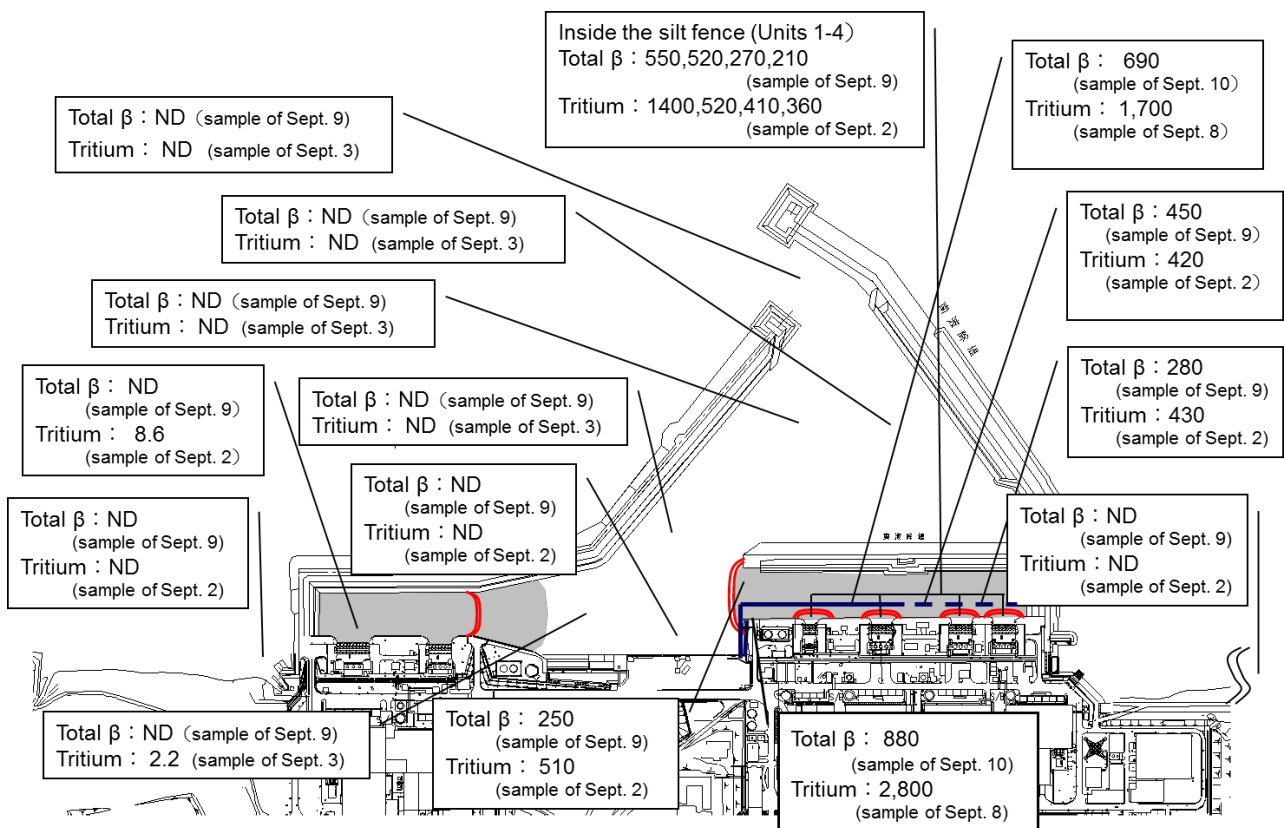 Inside the silt fence (Units 1-4）
Total β：550,520,270,210
(sample of Sept. 9)
Tritium：1400,520,410,360
(sample of Sept. 2)
Total β： 690
(sample of Sept. 10）
Tritium： 1,700
(sample of Sept. 8）
Total β：ND（sample of Sept. 9)
Tritium： ND (sample of Sept. 3)
Total β：ND（sample of Sept. 9)
Tritium： ND (sample of Sept. 3)
Total β：450
(sample of Sept. 9）
Tritium：420
(sample of Sept. 2）
Total β：ND（sample of Sept. 9)
Tritium： ND (sample of Sept. 3)
Total β：280
(sample of Sept. 9)
Tritium：430
(sample of Sept. 2)
Total β：ND
(sample of Sept. 9）
Tritium： 8.6
(sample of Sept. 2）
Total β：ND（sample of Sept. 9)
Tritium： ND (sample of Sept. 3)
Total β：ND
(sample of Sept. 9)
Tritium：ND
(sample of Sept. 2)
Total β：ND
(sample of Sept. 9)
Tritium：ND
(sample of Sept. 2)
Total β：ND
(sample of Sept. 9)
Tritium：ND
(sample of Sept. 2)
南波除堤
東波除堤
Total β：ND（sample of Sept. 9)
Tritium：2.2 (sample of Sept. 3)
Total β：250
(sample of Sept. 9)
Tritium：510
(sample of Sept. 2)
Total β：880
(sample of Sept. 10)
Tritium：2,800
(sample of Sept. 8)